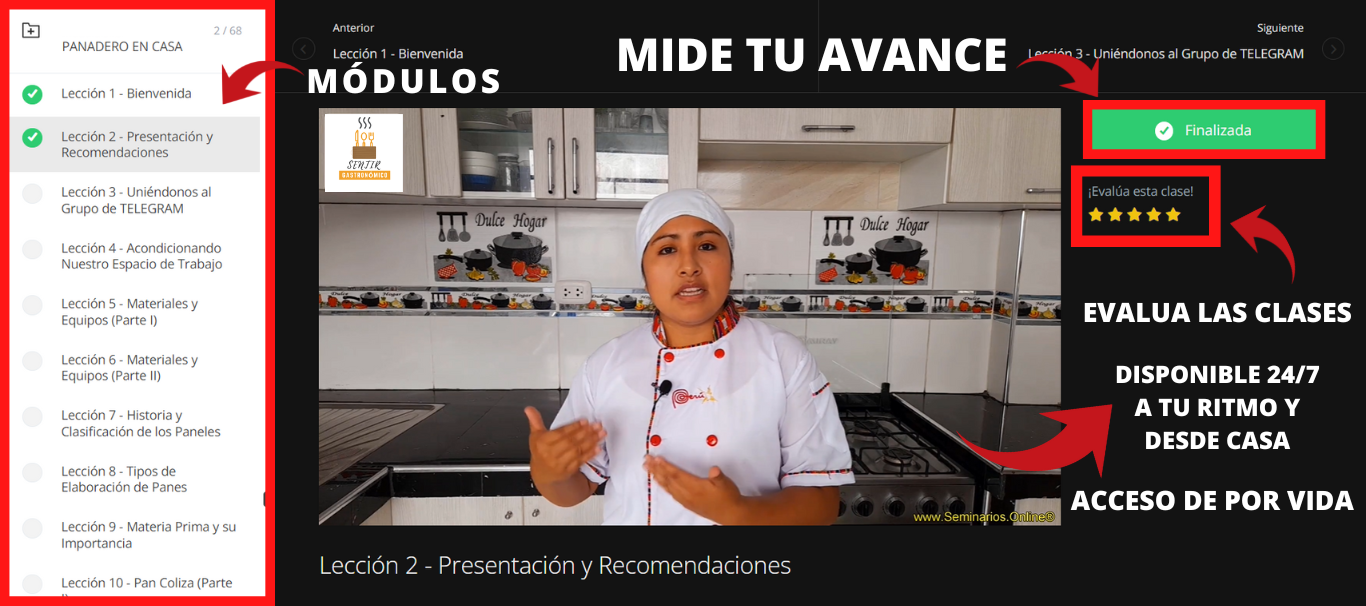 2 / 68
PANADERO EN CASA
Lección 1 - Bienvenida
Lección 2 - Presentación y
Recomendaciones
Lección 3 - Uniéndonos al
Grupo de TELEGRAM
Lección 4 - Acondicionando
Nuestro Espacio de Trabajo
Lección 5 - Materiales y
Equipos (Parte I)
Lección 6 - Materiales y
Equipos (Parte II)
Lección 7 - Historia y
Clasificación de los Paneles
Lección 8 - Tipos de
Elaboración de Panes
Lección 9 - Materia Prima y su
Importancia
Lección 10 - Pan Coliza (Parte
Anterior
Lección 1 - Bienvenida
MÓDULOS
MIDE TU AVANCE
Siguiente
Lección 3 - Uniéndonos al Grupo de TELEGRAM
SENTIR
GASTRONÓMICO
Dulce Hogar
Dulce Hogar
Perú
www.Seminarios.Online®
Lección 2 - Presentación y Recomendaciones
Finalizada
¡Evalúa esta clase!
EVALUA LAS CLASES
DISPONIBLE 24/7
A TU RITMO Y
DESDE CASA
ACCESO DE POR VIDA